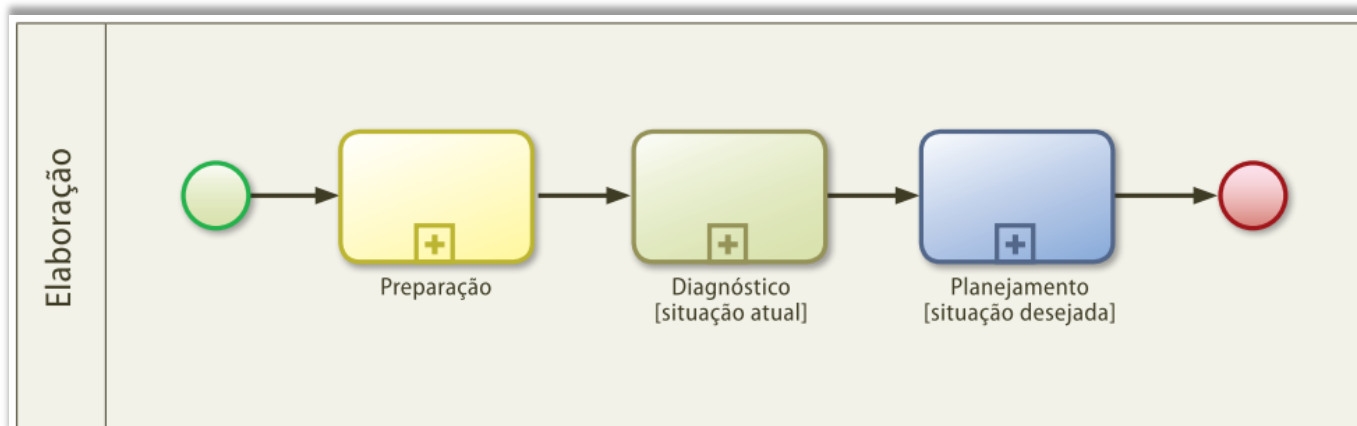 Elaboração
Preparação
Diagnóstico
[situação atual]
Planejamento
[situação desejada]